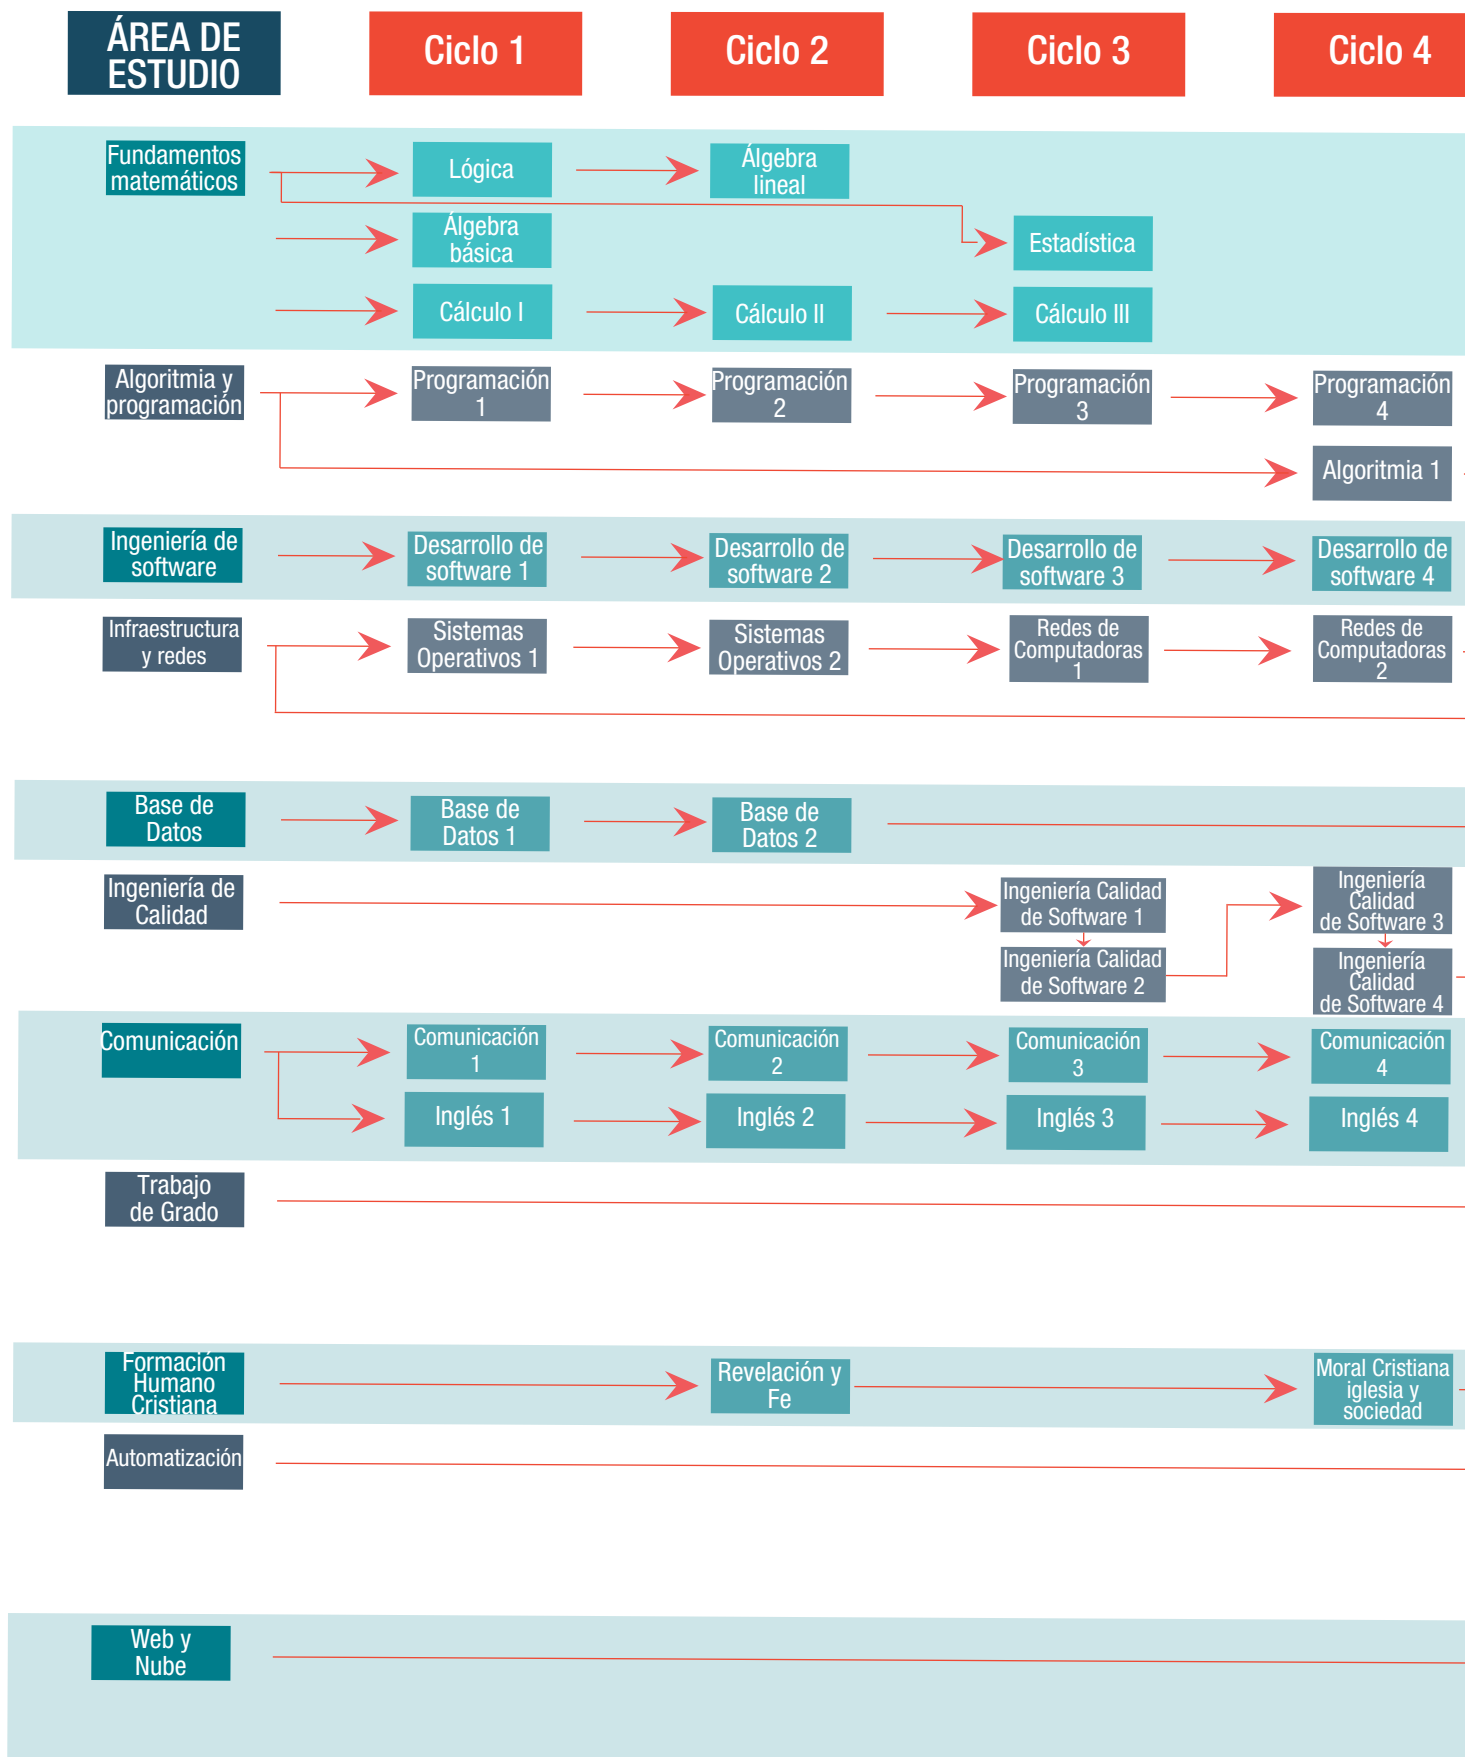 ÁREA DE
ESTUDIO
Ciclo 1
Ciclo 2
Ciclo 3
Ciclo 4
Fundamentos
matemáticos
Lógica
Álgebra
lineal
Álgebra
básica
Estadística
Cálculo I
Cálculo II
Cálculo III
Algoritmia y
programación
Programación
1
Programación
2
Programación
3
Programación
4
Algoritmia 1
Ingeniería de
software
Desarrollo de
software 1
Desarrollo de
software 2
Desarrollo de
software 3
Desarrollo de
software 4
Infraestructura
y redes
Sistemas
Operativos 1
Sistemas
Operativos 2
Redes de
Computadoras
1
Redes de
Computadoras
2
Base de
Datos
Base de
Datos 1
Base de
Datos 2
Ingeniería de
Calidad
Ingeniería Calidad
de Software 1
Ingeniería Calidad
de Software 2
Ingeniería
Calidad
de Software 3
Ingeniería
Calidad
de Software 4
Comunicación
Comunicación
1
Comunicación
2
Comunicación
3
Comunicación
4
Inglés 1
Inglés 2
Inglés 3
Inglés 4
Trabajo
de Grado
Formación
Humano
Cristiana
Revelación y
Fe
Moral Cristiana
iglesia y
sociedad
Automatización
Web y
Nube